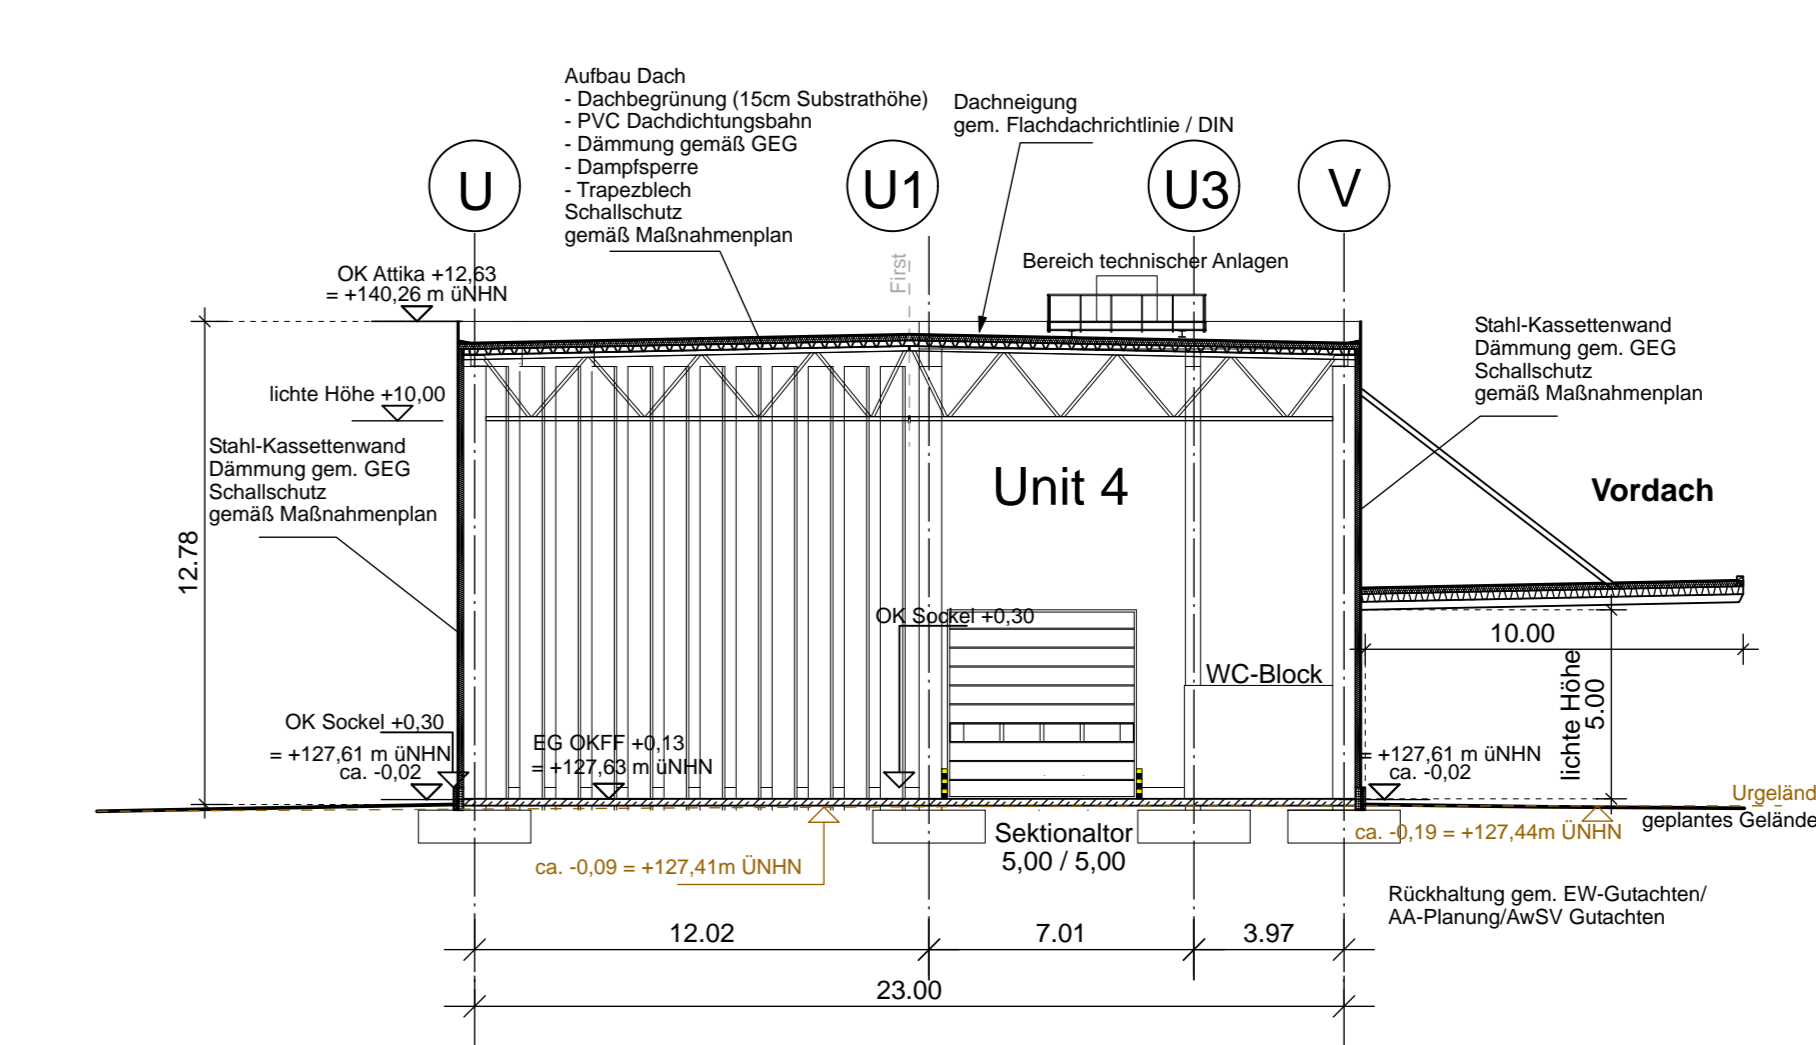 Aufbau Dach
- Dachbegrünung (15cm Substrathöhe)
- PVC Dachdichtungsbahn
- Dämmung gemäß GEG
- Dampfsperre
- Trapezblech
Schallschutz
gemäß Maßnahmenplan
Dachneigung
gem. Flachdachrichtlinie / DIN
U
U1
U3
V
OK Attika +12,63
= +140,26 m üNHN
First
Bereich technischer Anlagen
Stahl-Kassettenwand
Dämmung gem. GEG
Schallschutz
gemäß Maßnahmenplan
lichte Höhe +10,00
Stahl-Kassettenwand
Dämmung gem. GEG
Schallschutz
gemäß Maßnahmenplan
Unit 4
Vordach
12.78
OK Sockel +0,30
10.00
WC-Block
lichte Höhe
5.00
OK Sockel +0,30
= +127,61 m üNHN
ca. -0,02
EG OKFF +0,13
= +127,63 m üNHN
= +127,61 m üNHN
ca. -0,02
Urgeländ
geplantes Gelände
ca. -0,19 = +127,44m ÜNHN
Sektionaltor
5,00 / 5,00
ca. -0,09 = +127,41m ÜNHN
Rückhaltung gem. EW-Gutachten/
AA-Planung/AwSV Gutachten
12.02
7.01
3.97
23.00